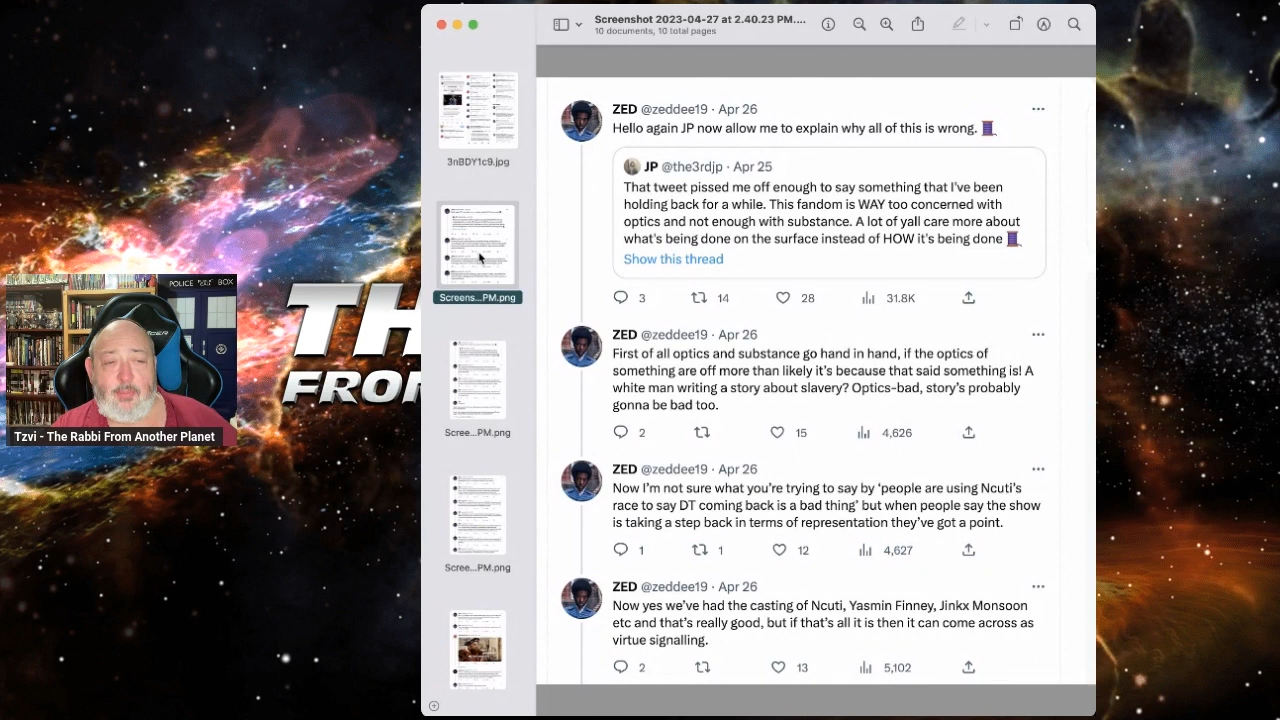 Screenshot 2023-04-27 at 2.40.23 PM....
10 documents, 10 total pages
3nBDY1c9.jpg
Screens...PM.png
Scree...PM.png
Scree...PM.png
POLICE BOX
TH
FROM
Tzvi - The Rabbi From Another Planet
ZED @zeddee19 · Apr 26
Hello again JP now allow me to explain why all of this is wrong. 🧵
JP @the3rdjp · Apr 25
That tweet pissed me off enough to say something that I've been
holding back for a while. This fandom is WAY too concerned with
optics and not enough with substance. A lot of you care more about
what's being done on the surface instead of HOW it's being done 🧵
Show this thread
3 14 28 31.8K
ZED @zeddee19 · Apr 26
Firstly, optics and substance go hand in hand. The optics of
something are off more than likely it's because said something is! A
white man writing a story about slavery? Optics off, story's probably
gonna be bad too.
2 15 4,626
ZED @zeddee19 · Apr 26
Now I'm not sure what you're trying to say by 'people are using Ncuti's
race to say DT coming back is a bad thing' but when people say the show
is taking a step back in terms of representation, they've got a point.
1 12
ZED @zeddee19 · Apr 26
Now yes we've had the casting of Ncuti, Yasmin Finney, Jinkx Monsoon
etc and that's really good, but if that's all it is then it can come across as
virtue signalling.
2 13 5,102